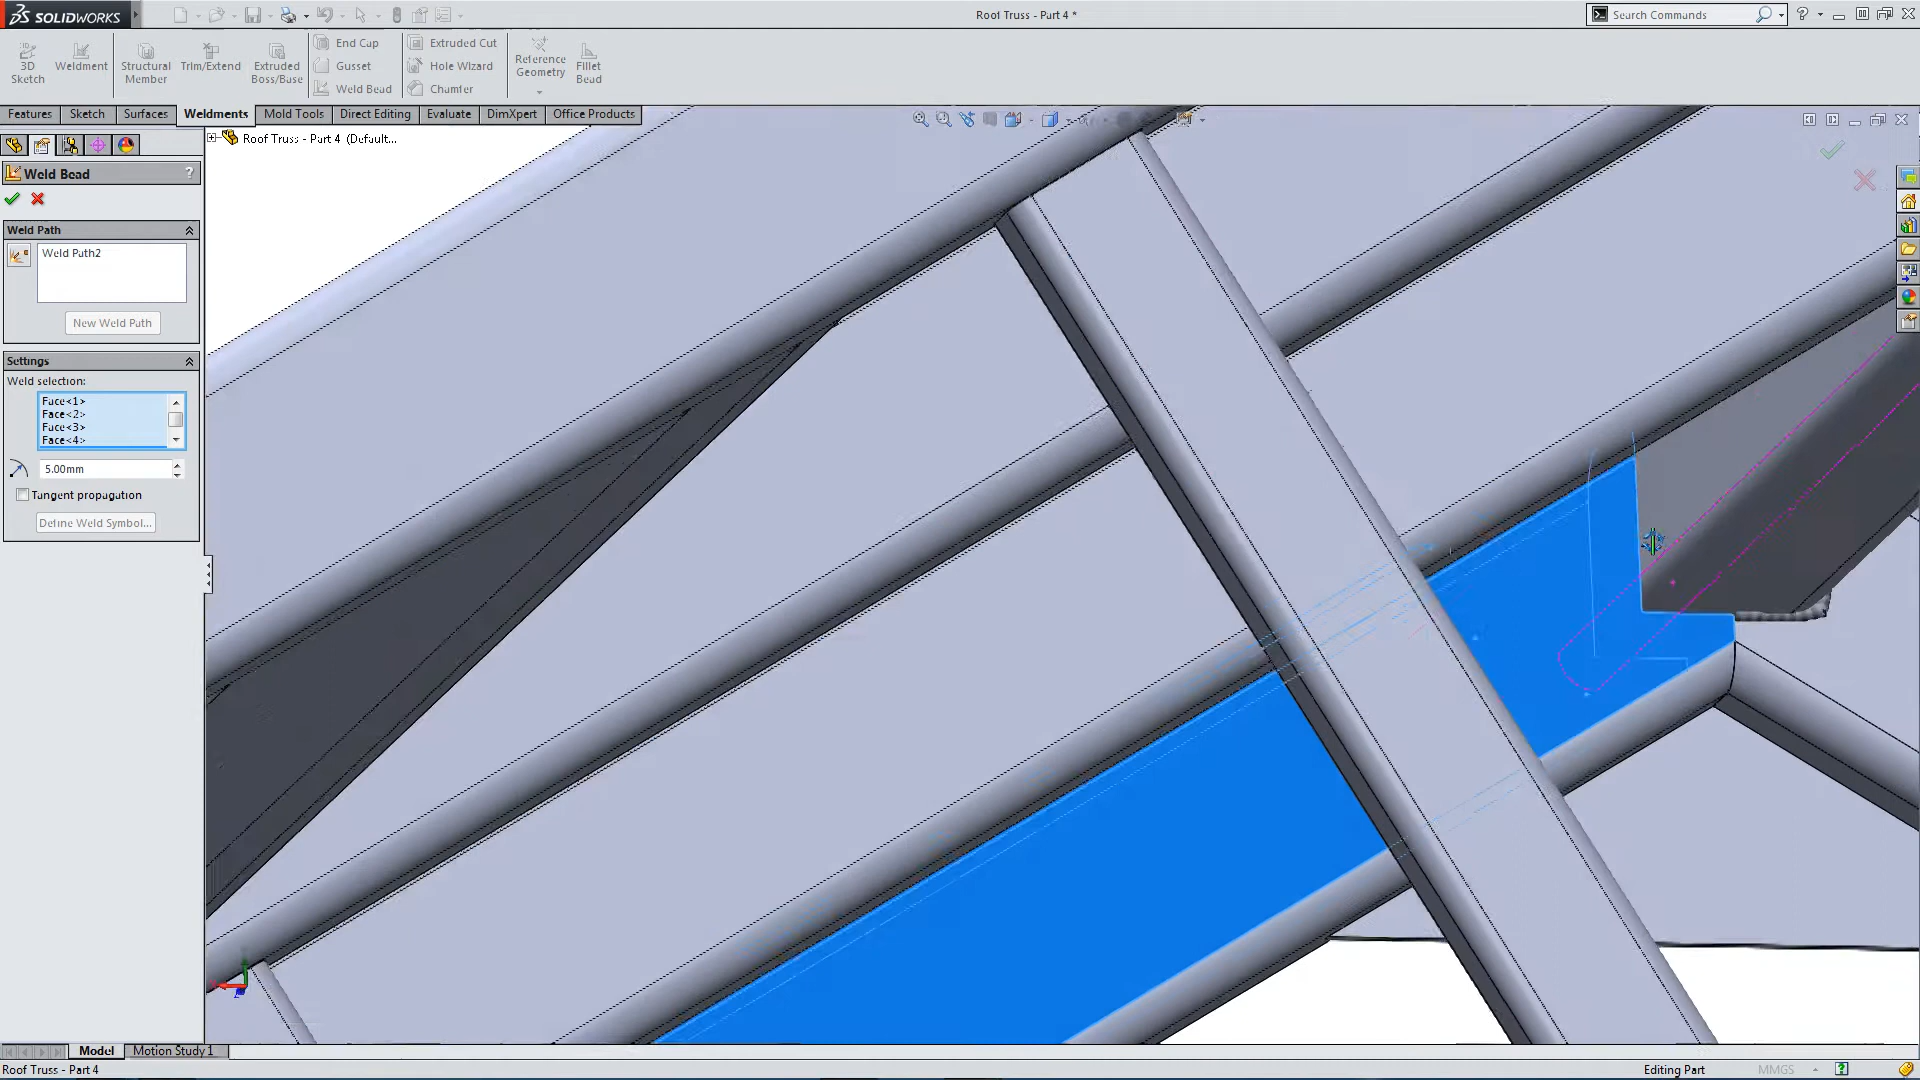 SOLIDWORKS
Roof Truss - Part 4 *
Search Commands
3D Sketch
Weldment
Structural Member
Trim/Extend
Extruded Boss/Base
End Cap
Gusset
Weld Bead
Extruded Cut
Hole Wizard
Chamfer
Reference Geometry
Fillet Bead
Features
Sketch
Surfaces
Weldments
Mold Tools
Direct Editing
Evaluate
DimXpert
Office Products
Roof Truss - Part 4 (Default...
Weld Bead
?
Weld Path
Weld Path2
New Weld Path
Settings
Weld selection:
Face<1>
Face<2>
Face<3>
Face<4>
5.00mm
Tangent propagation
Define Weld Symbol...
Model
Motion Study 1
Roof Truss - Part 4
Editing Part
MMGS